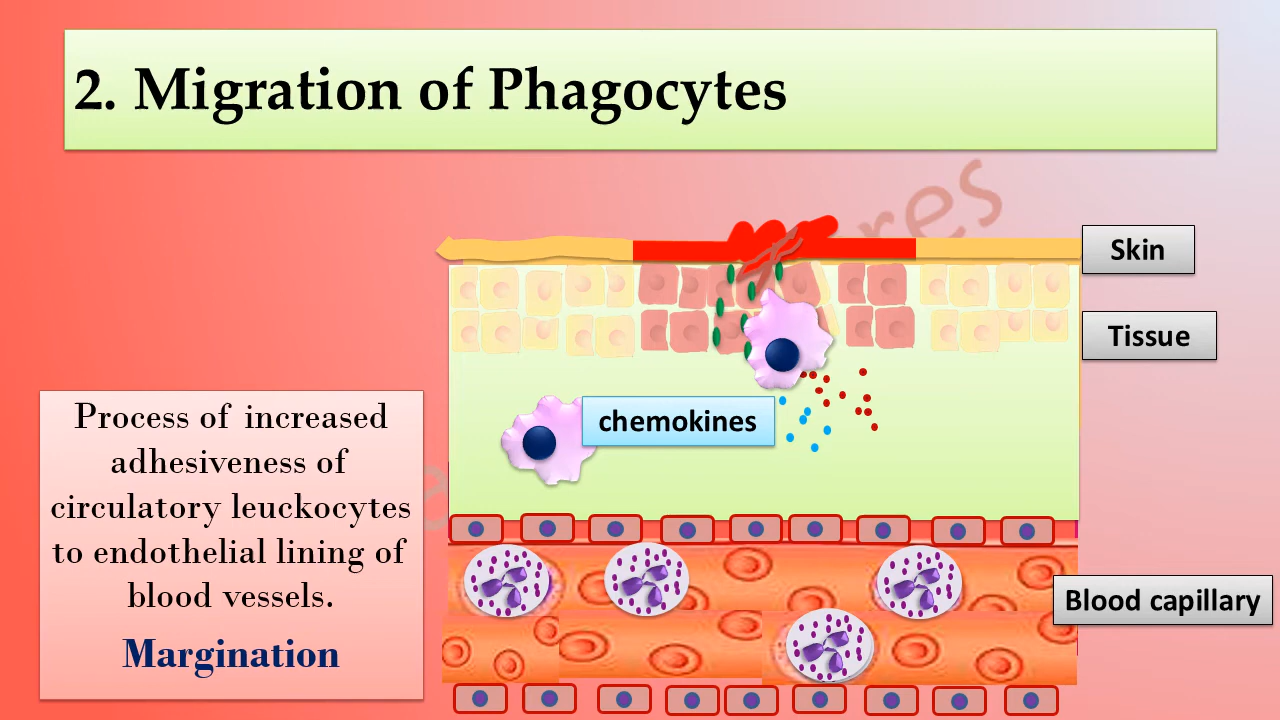 2. Migration of Phagocytes
Skin
Tissue
chemokines
Process of increased
adhesiveness of
circulatory leuckocytes
to endothelial lining of
blood vessels.
Margination
Blood capillary